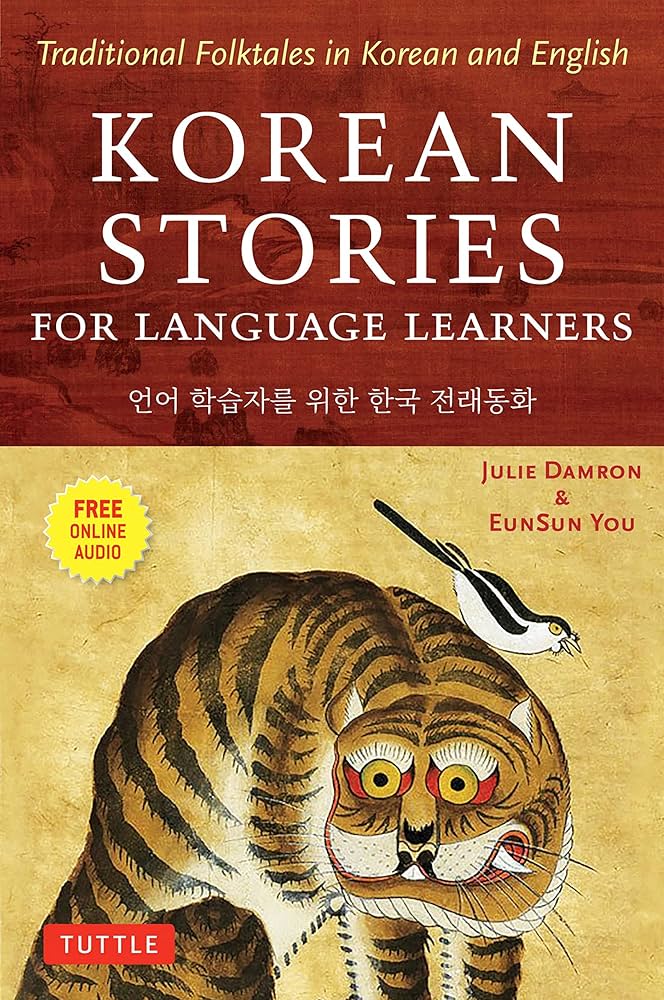 Traditional Folktales in Korean and English
KOREAN
STORIES
FOR LANGUAGE LEARNERS
언어 학습자를 위한 한국 전래동화
JULIE DAMRON
&
EUNSUN YOU
FREE
ONLINE
AUDIO
TUTTLE